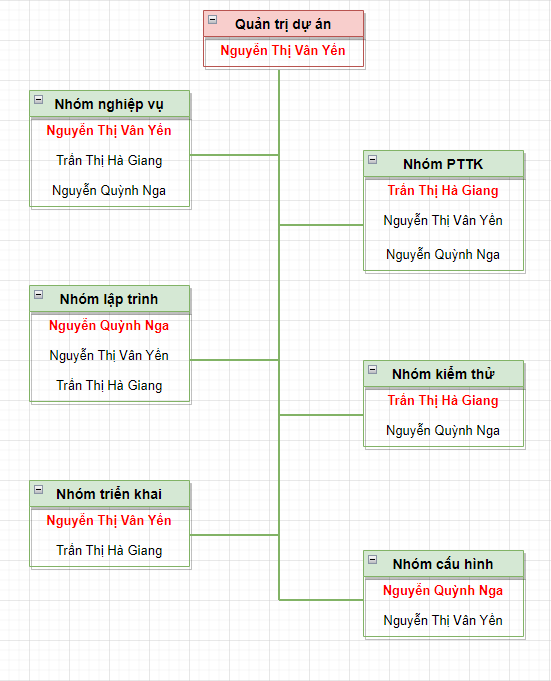 Quản trị dự án
Nguyễn Thị Vân Yến
Nhóm nghiệp vụ
Nguyễn Thị Vân Yến
Trần Thị Hà Giang
Nguyễn Quỳnh Nga
Nhóm PTTK
Trần Thị Hà Giang
Nguyễn Thị Vân Yến
Nguyễn Quỳnh Nga
Nhóm lập trình
Nguyễn Quỳnh Nga
Nguyễn Thị Vân Yến
Trần Thị Hà Giang
Nhóm kiểm thử
Trần Thị Hà Giang
Nguyễn Quỳnh Nga
Nhóm triển khai
Nguyễn Thị Vân Yến
Trần Thị Hà Giang
Nhóm cấu hình
Nguyễn Quỳnh Nga
Nguyễn Thị Vân Yến